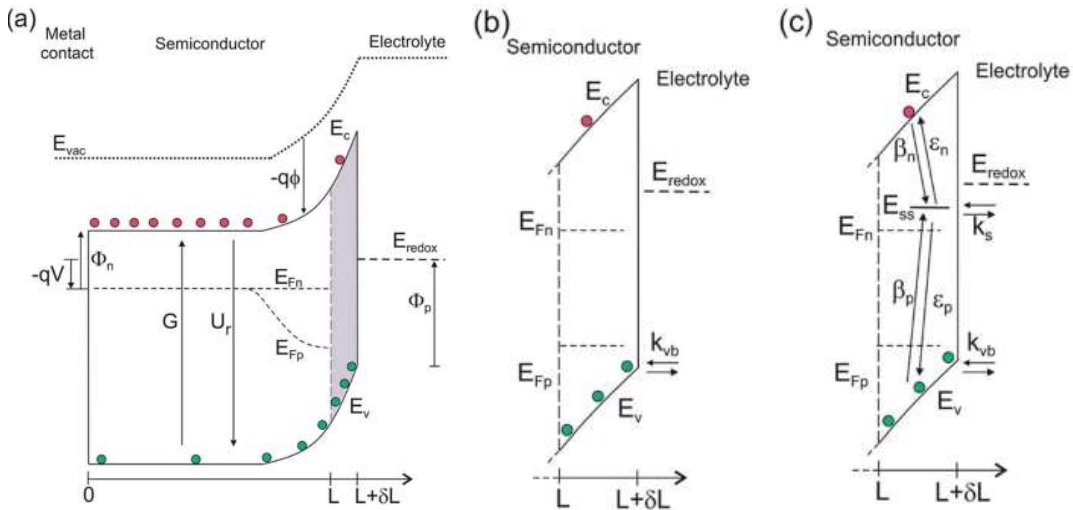 (a)
Metal contact
Semiconductor
Electrolyte
E_vac
E_c
-qϕ
E_redox
Φ_n
-qV
E_Fn
Φ_p
G
U_r
E_Fp
E_v
0
L
L+δL
(b)
Semiconductor
Electrolyte
E_c
E_redox
E_Fn
k_vb
E_Fp
E_v
L
L+δL
(c)
Semiconductor
Electrolyte
E_c
β_n
ε_n
E_redox
E_ss
E_Fn
k_s
β_p
ε_p
k_vb
E_Fp
E_v
L
L+δL